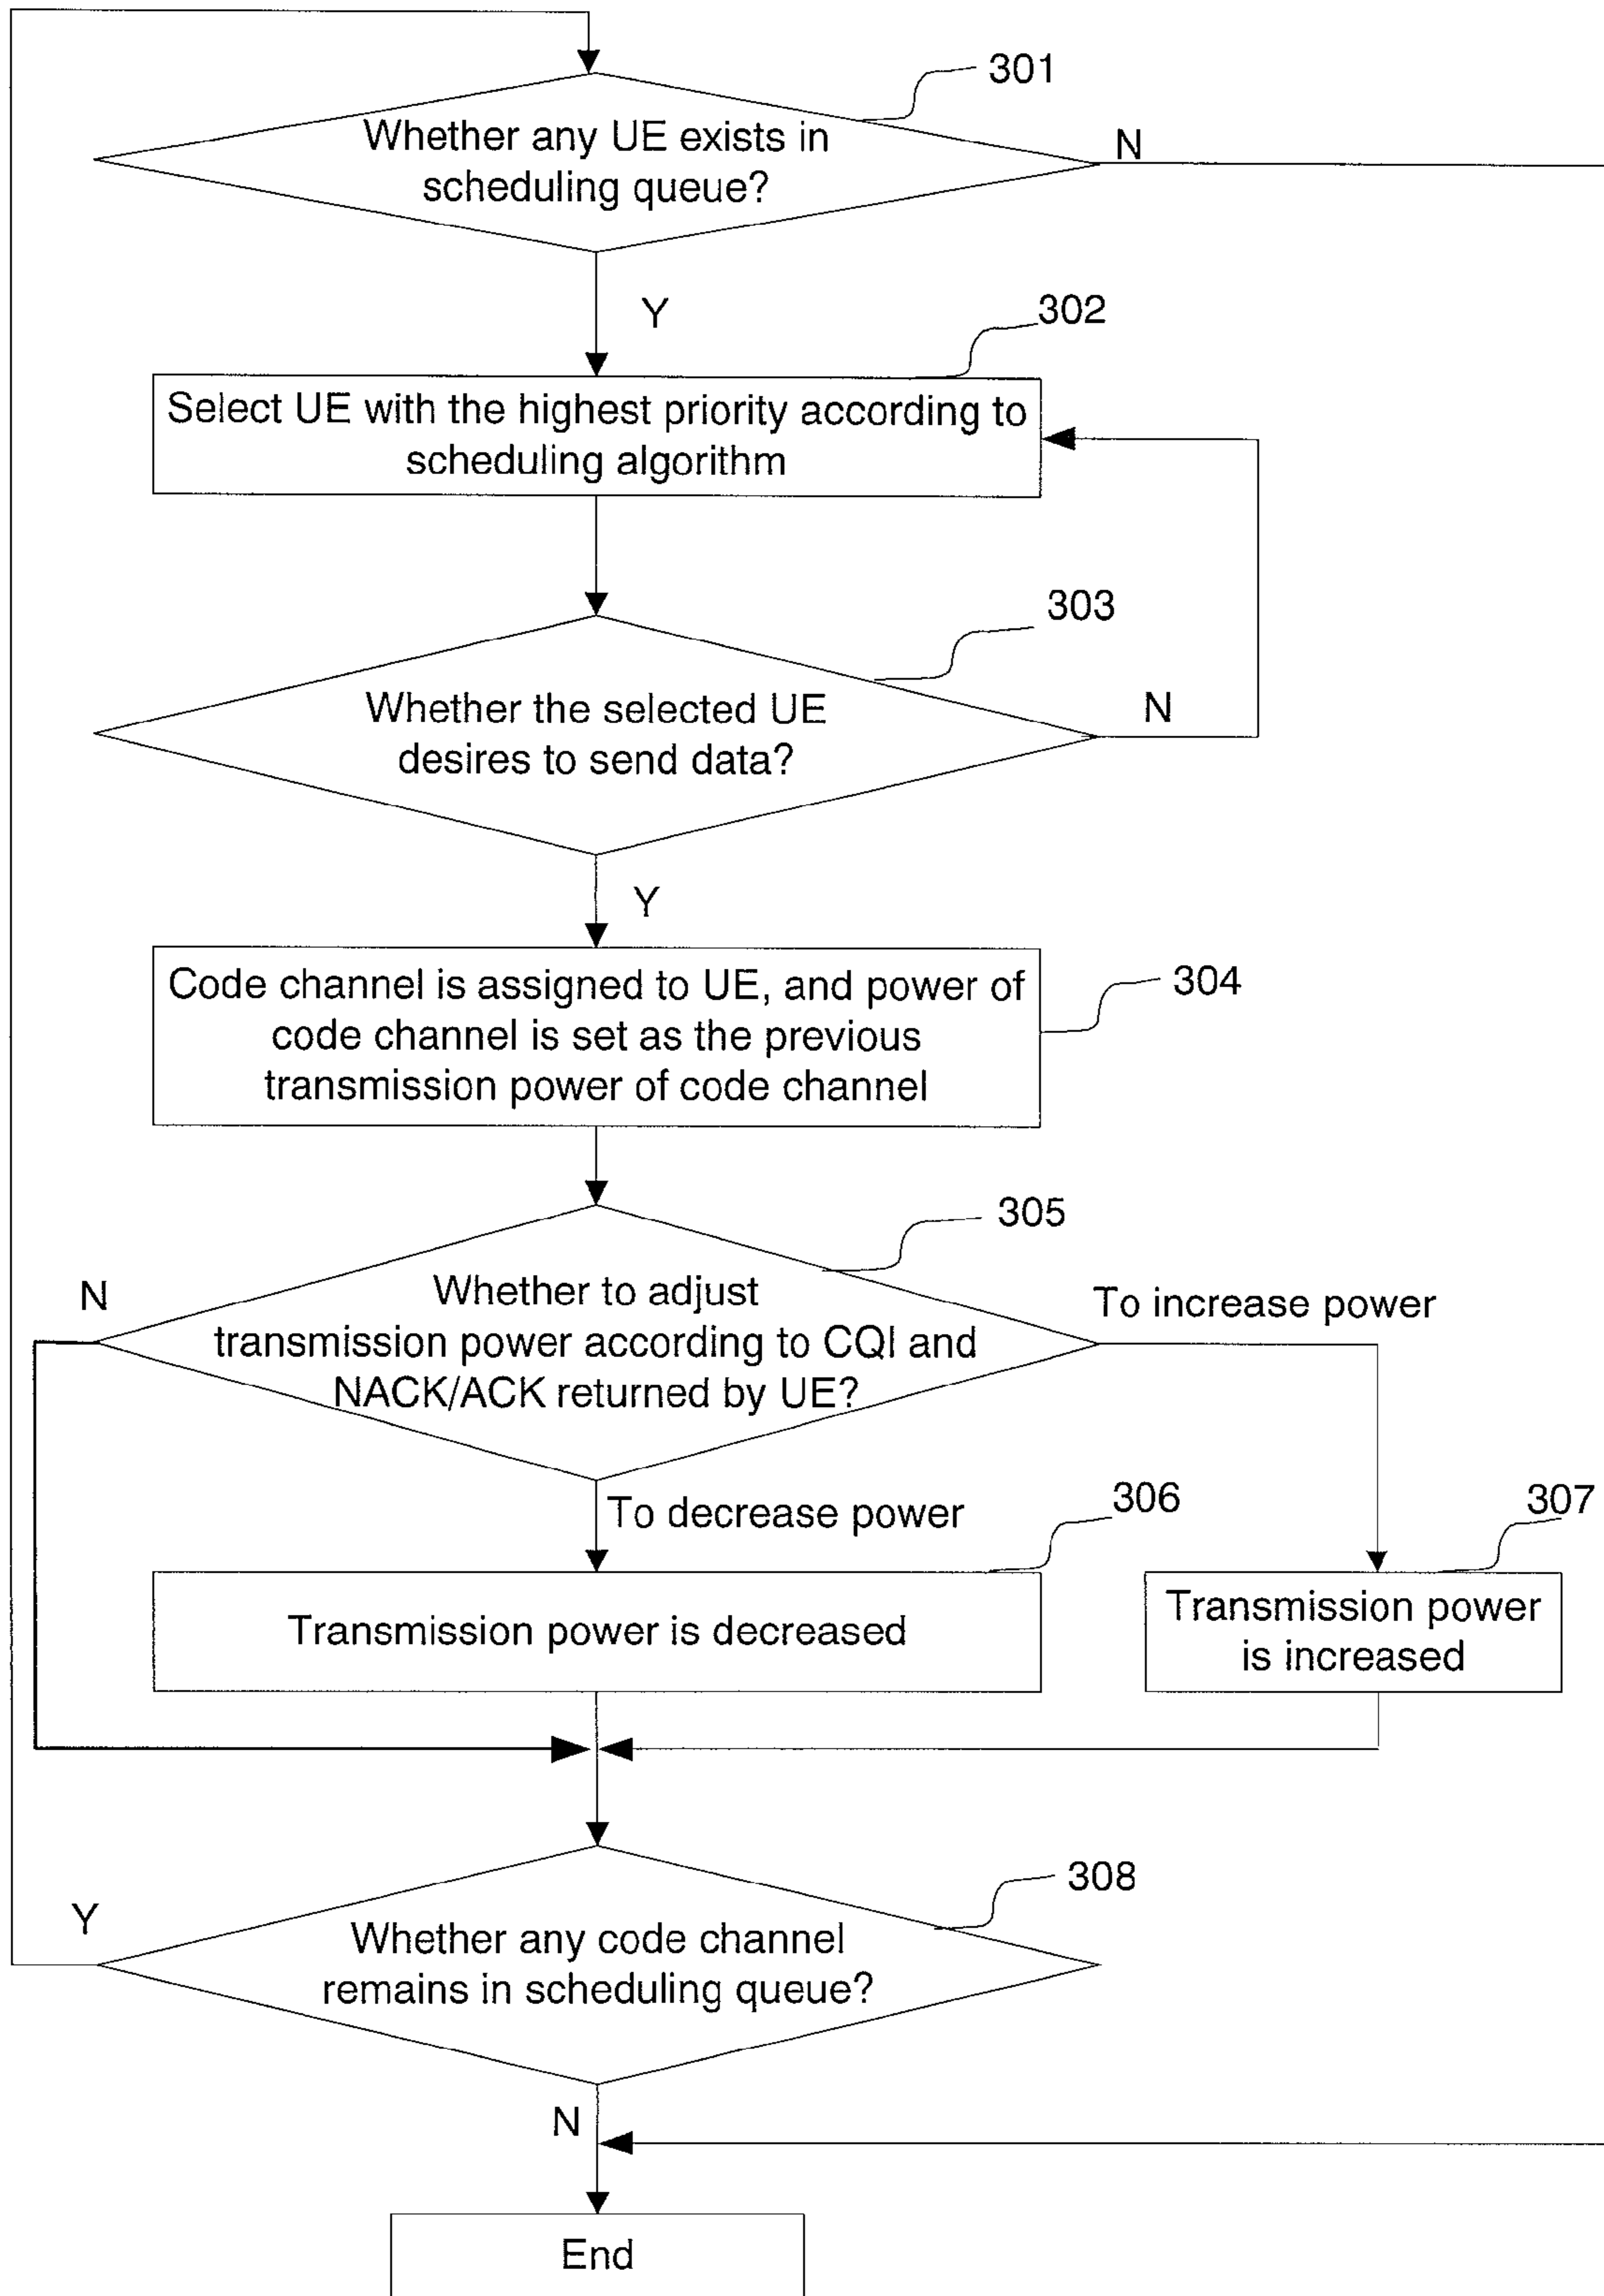 301
Whether any UE exists in
scheduling queue?
N
Y
302
Select UE with the highest priority according to
scheduling algorithm
303
Whether the selected UE
desires to send data?
N
Y
304
Code channel is assigned to UE, and power of
code channel is set as the previous
transmission power of code channel
305
N
Whether to adjust
transmission power according to CQI and
NACK/ACK returned by UE?
To increase power
To decrease power
306
307
Transmission power is decreased
Transmission power
is increased
308
Y
Whether any code channel
remains in scheduling queue?
N
End